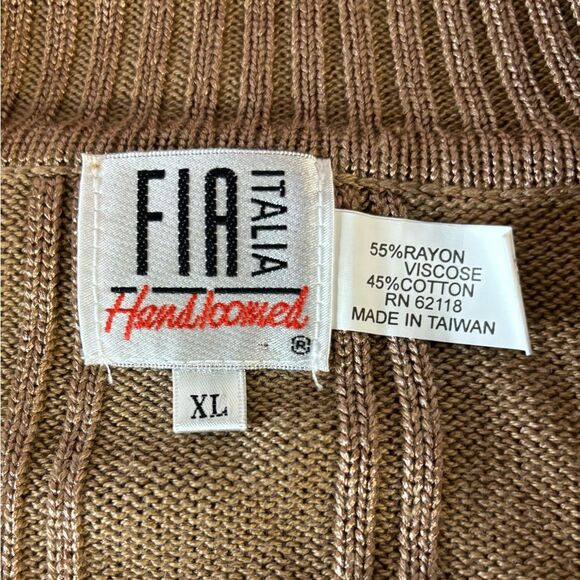 FIA
ITALIA
Handloomed
®
XL
55%RAYON
VISCOSE
45%COTTON
RN 62118
MADE IN TAIWAN